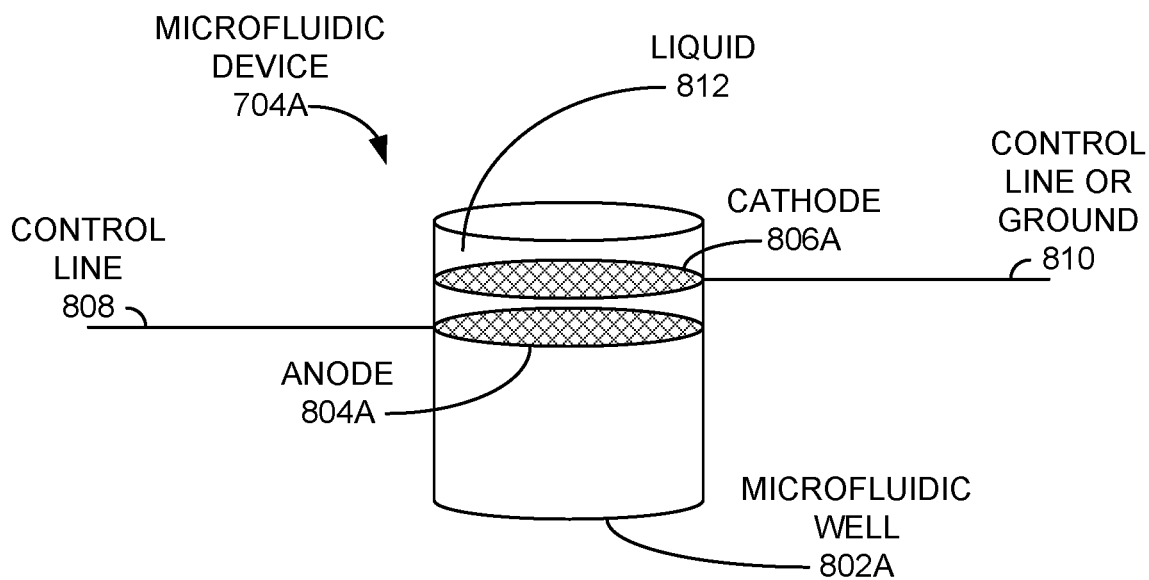 MICROFLUIDIC
DEVICE
704A
LIQUID
812
CONTROL
LINE OR
GROUND
810
CATHODE
806A
CONTROL
LINE
808
ANODE
804A
MICROFLUIDIC
WELL
802A